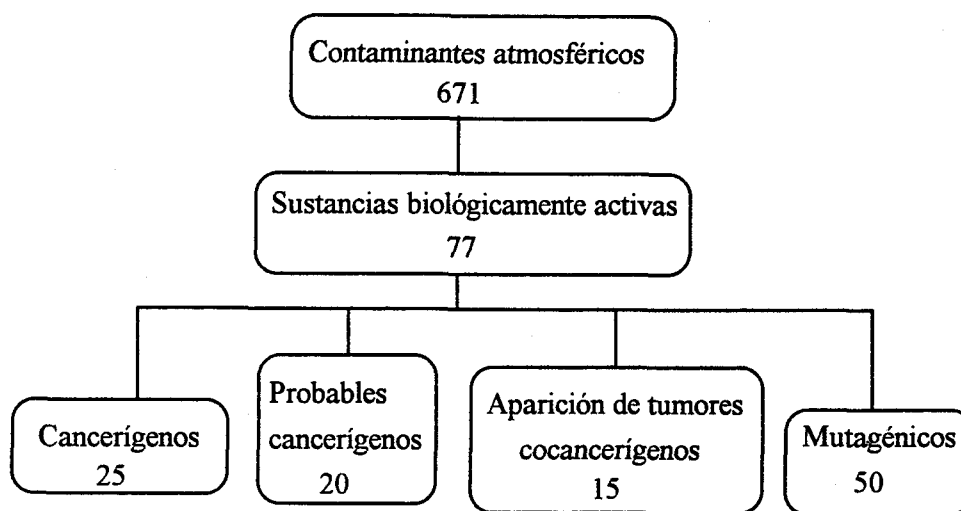 Contaminantes atmosféricos
671
Sustancias biológicamente activas
77
Cancerígenos
25
Probables
cancerígenos
20
Aparición de tumores
cocancerígenos
15
Mutagénicos
50